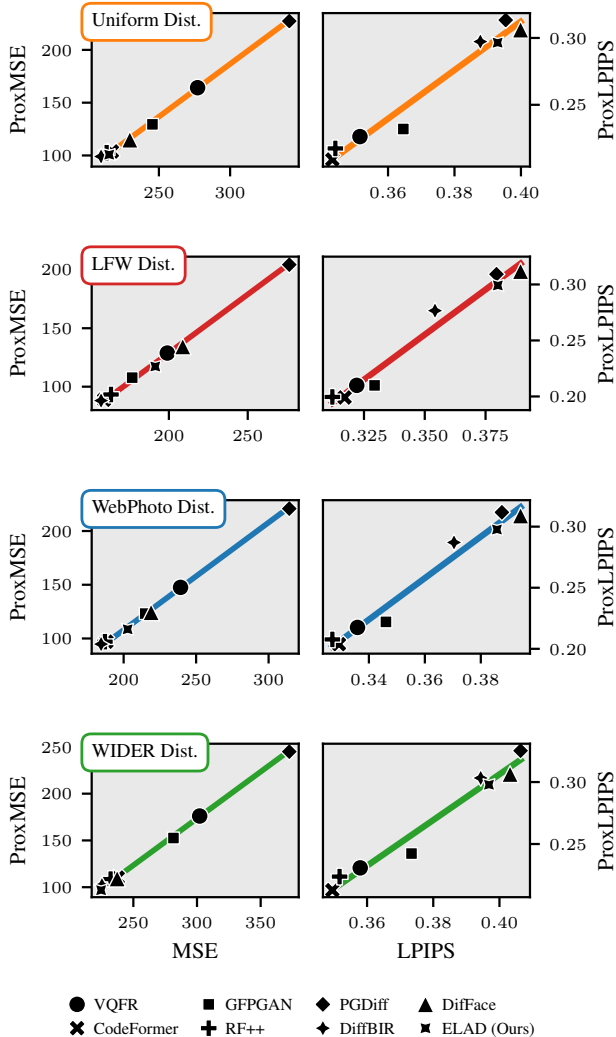 Uniform Dist.
ProxMSE
200
150
100
250
300
0.36
0.38
0.40
0.30
0.25
ProxLPIPS
LFW Dist.
ProxMSE
200
150
100
200
250
0.325
0.350
0.375
0.30
0.25
0.20
ProxLPIPS
WebPhoto Dist.
ProxMSE
200
150
100
200
250
300
0.34
0.36
0.38
0.30
0.25
0.20
ProxLPIPS
WIDER Dist.
ProxMSE
250
200
150
100
250
300
350
0.36
0.38
0.40
0.30
0.25
ProxLPIPS
MSE
LPIPS
VQFR
GFPGAN
PGDiff
DifFace
CodeFormer
RF++
DiffBIR
ELAD (Ours)